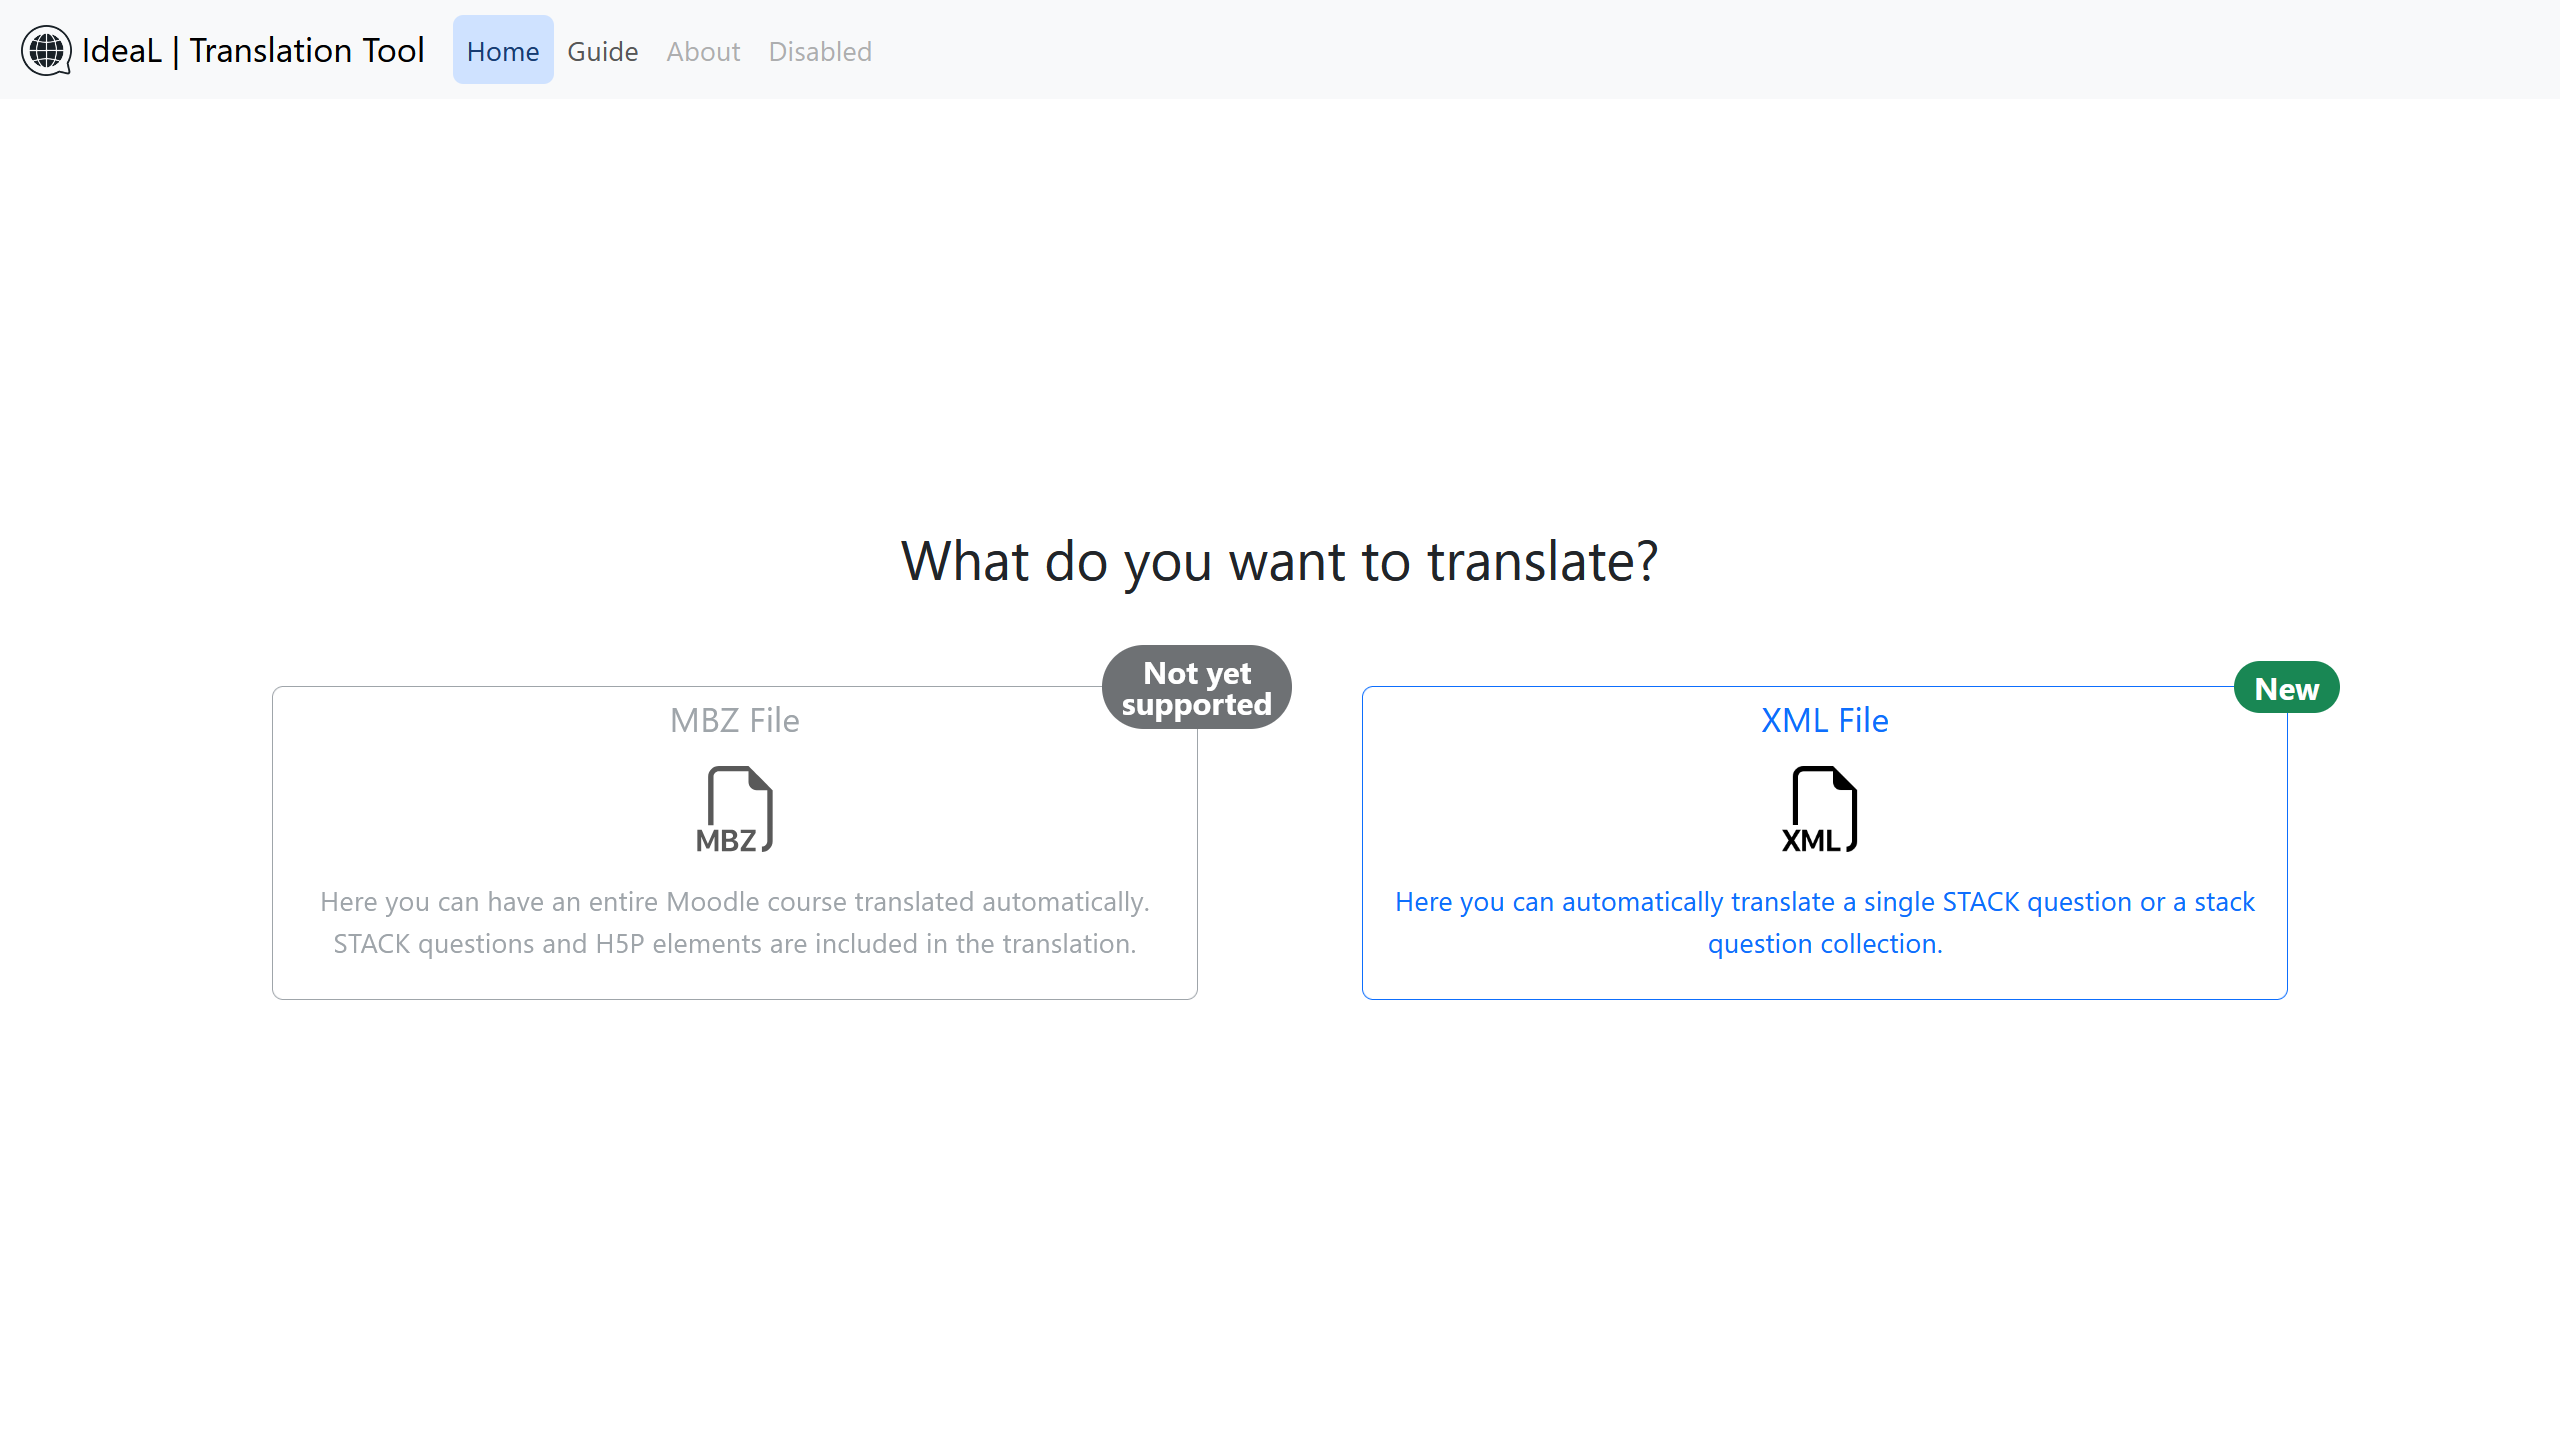 IdeaL | Translation Tool
Home
Guide
About
Disabled
What do you want to translate?
Not yet
supported
MBZ File
MBZ
Here you can have an entire Moodle course translated automatically.
STACK questions and H5P elements are included in the translation.
New
XML File
XML
Here you can automatically translate a single STACK question or a stack
question collection.